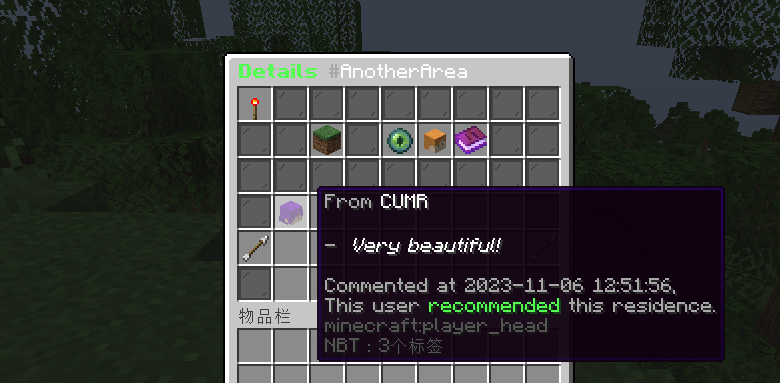 Details #AnotherArea
From CUMR
- Very beautiful!
Commented at 2023-11-06 12:51:56,
This user recommended this residence.
minecraft:player_head
NBT：3个标签
物品栏